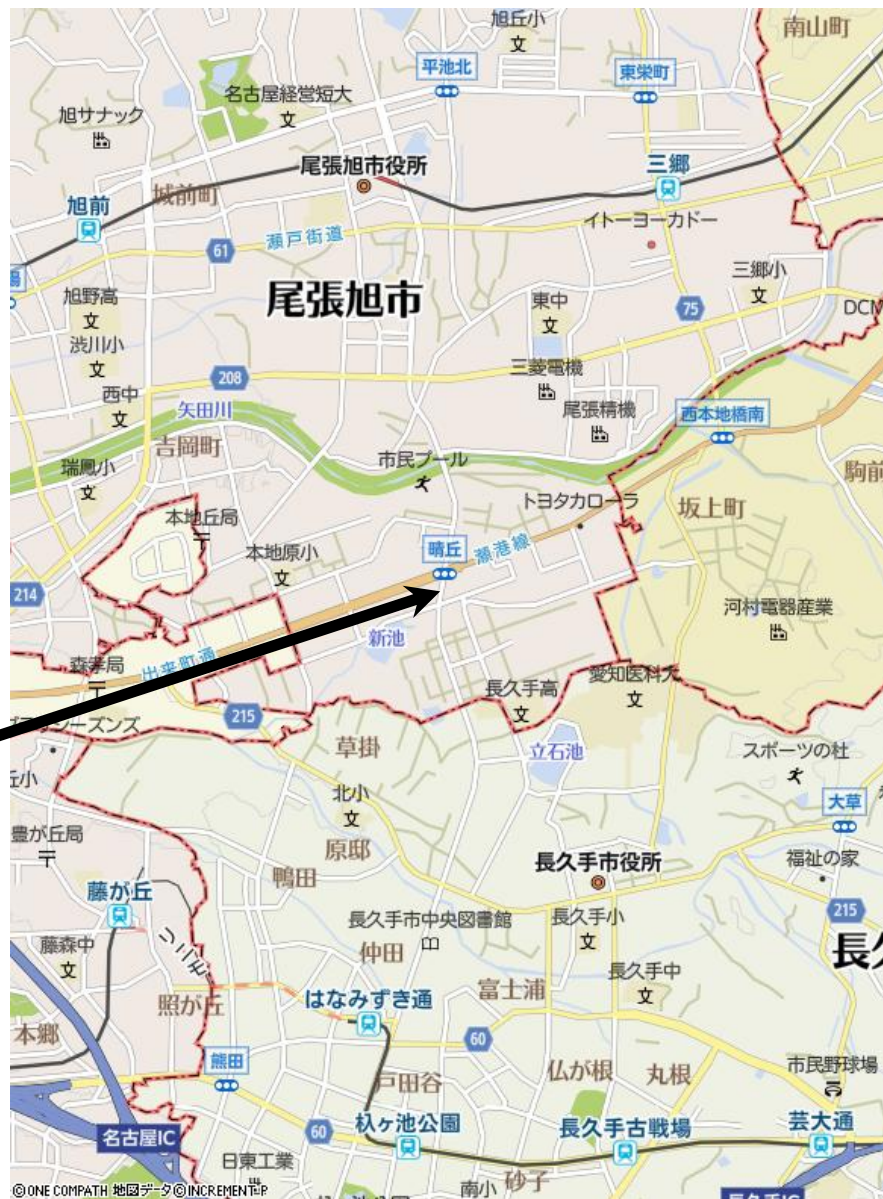 旭丘小
南山町
平池北
東栄町
名古屋経営短大
旭サナック
尾張旭市役所
三郷
城前町
旭前
イトーヨーカドー
瀬戸街道
61
三郷小
旭野高
尾張旭市
東中
75
DCM
渋川小
三菱電機
208
西中
尾張精機
矢田川
西本地橋南
吉岡町
市民プール
瑞鳳小
駒前
トヨタカローラ
坂上町
本地丘局
晴丘
瀬港線
本地原小
214
河村電器産業
新池
森孝局
出来町通
愛知医科大
長久手高
215
シーズンズ
草掛
立石池
スポーツの杜
丘小
北小
大草
豊が丘局
原邸
長久手市役所
福祉の家
鴨田
藤が丘
長久手市中央図書館
長久手小
215
藤森中
リニモ
仲田
長久
長久手中
富士浦
照が丘
はなみずき通
本郷
60
熊田
仏が根
丸根
市民野球場
戸田谷
60
杁ヶ池公園
長久手古戦場
芸大通
名古屋IC
日東工業
砂子
南小
©ONE COMPATH 地図データ©INCREMENT P